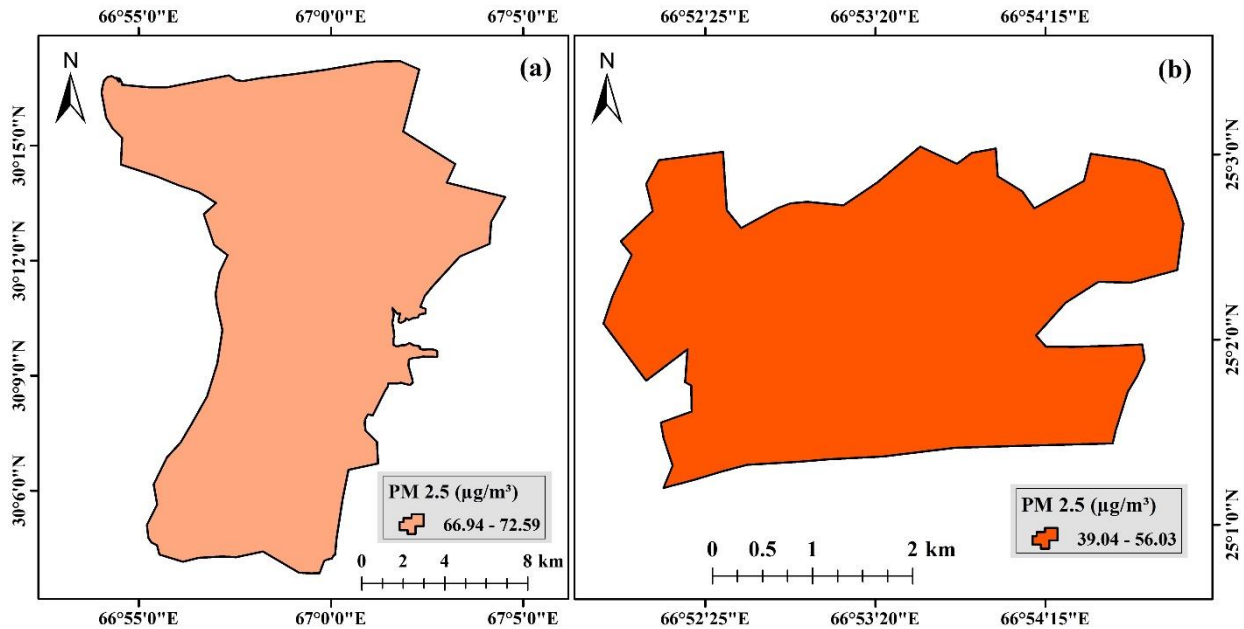 66°55'0"E 67°0'0"E 67°5'0"E
66°52'25"E 66°53'20"E 66°54'15"E
N
(a)
30°15'0"N
30°12'0"N
30°9'0"N
30°6'0"N
PM 2.5 (µg/m³)
66.94 - 72.59
0 2 4 8 km
66°55'0"E 67°0'0"E 67°5'0"E
N
(b)
25°3'0"N
25°2'0"N
25°1'0"N
PM 2.5 (µg/m³)
39.04 - 56.03
0 0.5 1 2 km
66°52'25"E 66°53'20"E 66°54'15"E